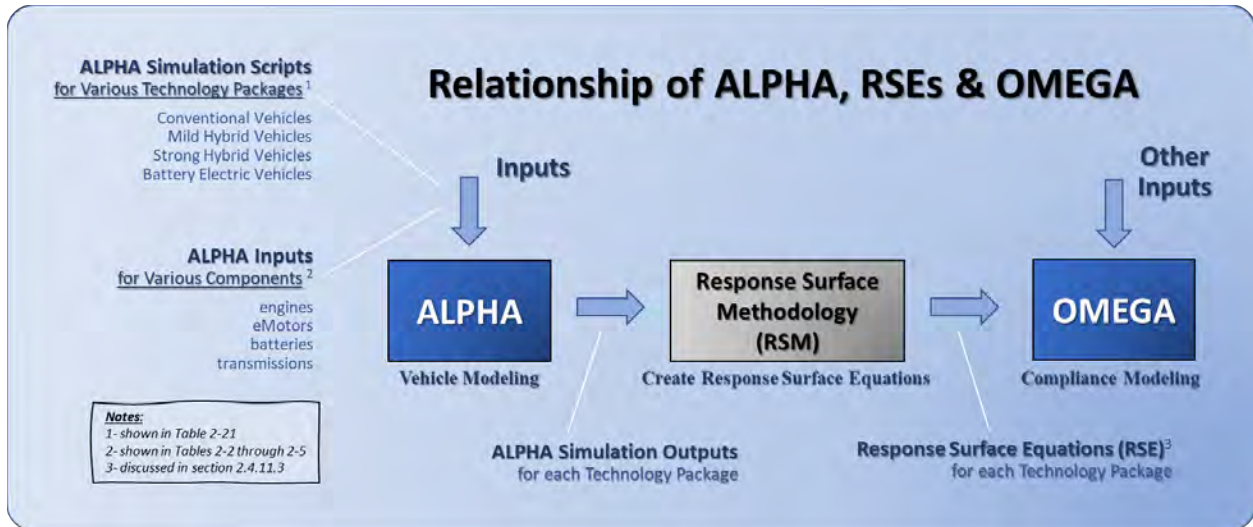 Relationship of ALPHA, RSEs & OMEGA
ALPHA Simulation Scripts
for Various Technology Packages 1
Conventional Vehicles
Mild Hybrid Vehicles
Strong Hybrid Vehicles
Battery Electric Vehicles
ALPHA Inputs
for Various Components 2
engines
eMotors
batteries
transmissions
Notes:
1- shown in Table 2-21
2- shown in Tables 2-2 through 2-5
3- discussed in section 2.4.11.3
Inputs
ALPHA
Vehicle Modeling
ALPHA Simulation Outputs
for each Technology Package
Response Surface
Methodology
(RSM)
Create Response Surface Equations
Response Surface Equations (RSE)3
for each Technology Package
Other
Inputs
OMEGA
Compliance Modeling